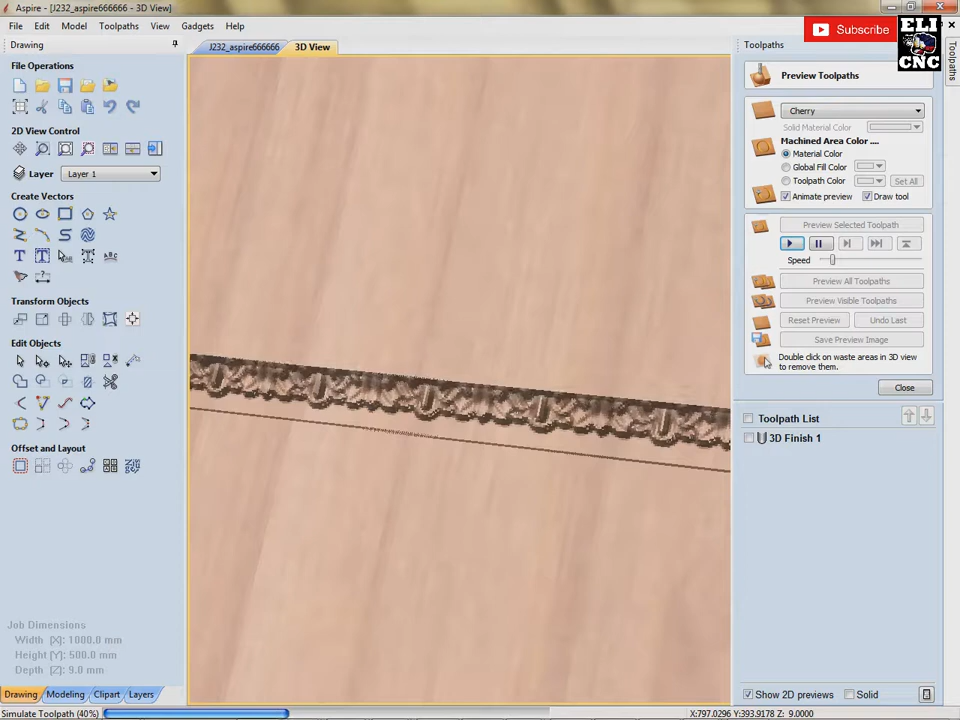 Aspire - [J232_aspire666666 - 3D View]
File Edit Model Toolpaths View Gadgets Help
Subscribe
ELI
CNC
Drawing
File Operations
2D View Control
Layer Layer 1
Create Vectors
Transform Objects
Edit Objects
Offset and Layout
Job Dimensions
Width [X]: 1000.0 mm
Height [Y]: 500.0 mm
Depth [Z]: 9.0 mm
Drawing Modeling Clipart Layers
Simulate Toolpath (40%)
J232_aspire666666 3D View
Toolpaths
Toolpaths
Preview Toolpaths
Cherry
Solid Material Color
Machined Area Color ....
Material Color
Global Fill Color
Toolpath Color Set All
Animate preview Draw tool
Preview Selected Toolpath
Speed
Preview All Toolpaths
Preview Visible Toolpaths
Reset Preview Undo Last
Save Preview Image
Double click on waste areas in 3D view
to remove them.
Close
Toolpath List
3D Finish 1
Show 2D previews Solid
X:797.0296 Y:393.9178 Z: 9.0000